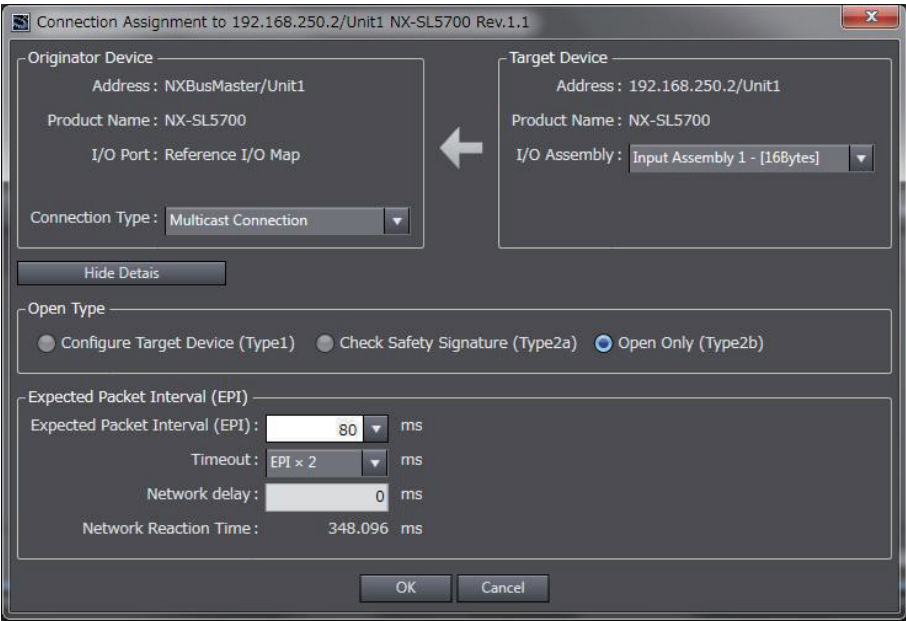 Connection Assignment to 192.168.250.2/Unit1 NX-SL5700 Rev.1.1
Originator Device
Address : NXBusMaster/Unit1
Product Name : NX-SL5700
I/O Port : Reference I/O Map
Connection Type : Multicast Connection
Target Device
Address : 192.168.250.2/Unit1
Product Name : NX-SL5700
I/O Assembly : Input Assembly 1 - [16Bytes]
Hide Detais
Open Type
Configure Target Device (Type1) Check Safety Signature (Type2a) Open Only (Type2b)
Expected Packet Interval (EPI)
Expected Packet Interval (EPI) : 80 ms
Timeout : EPI × 2 ms
Network delay : 0 ms
Network Reaction Time : 348.096 ms
OK Cancel